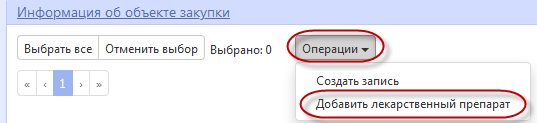 Информация об объекте закупки
Выбрать все Отменить выбор Выбрано: 0 Операции
« ‹ 1 › »
Создать запись
Добавить лекарственный препарат